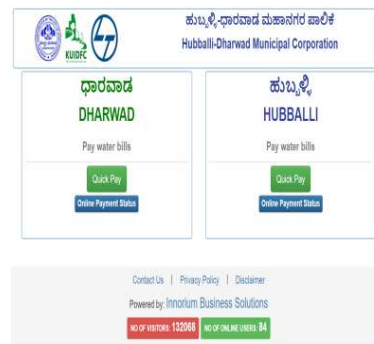 ಹುಬ್ಬಳ್ಳಿ-ಧಾರವಾಡ ಮಹಾನಗರ ಪಾಲಿಕೆ
KUIDFC
Hubballi-Dharwad Municipal Corporation
ಧಾರವಾಡ
DHARWAD
Pay water bills
Quick Pay
Online Payment Status
ಹುಬ್ಬಳ್ಳಿ
HUBBALLI
Pay water bills
Quick Pay
Online Payment Status
Contact Us | Privacy Policy | Disclaimer
Powered by: Innorium Business Solutions
NO OF VISITORS: 132068 NO OF ONLINE USERS: 84